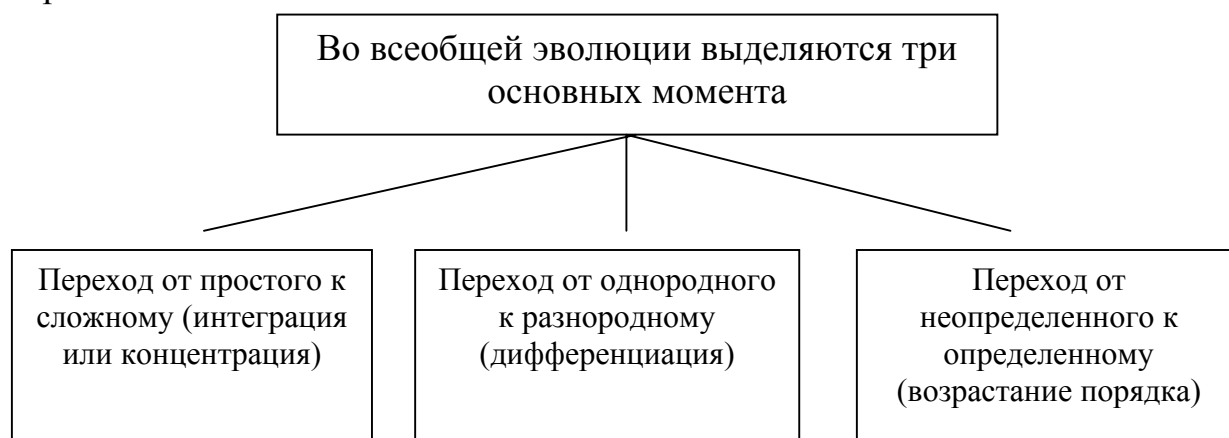 Во всеобщей эволюции выделяются три
основных момента
Переход от простого к
сложному (интеграция
или концентрация)
Переход от однородного
к разнородному
(дифференциация)
Переход от
неопределенного к
определенному
(возрастание порядка)